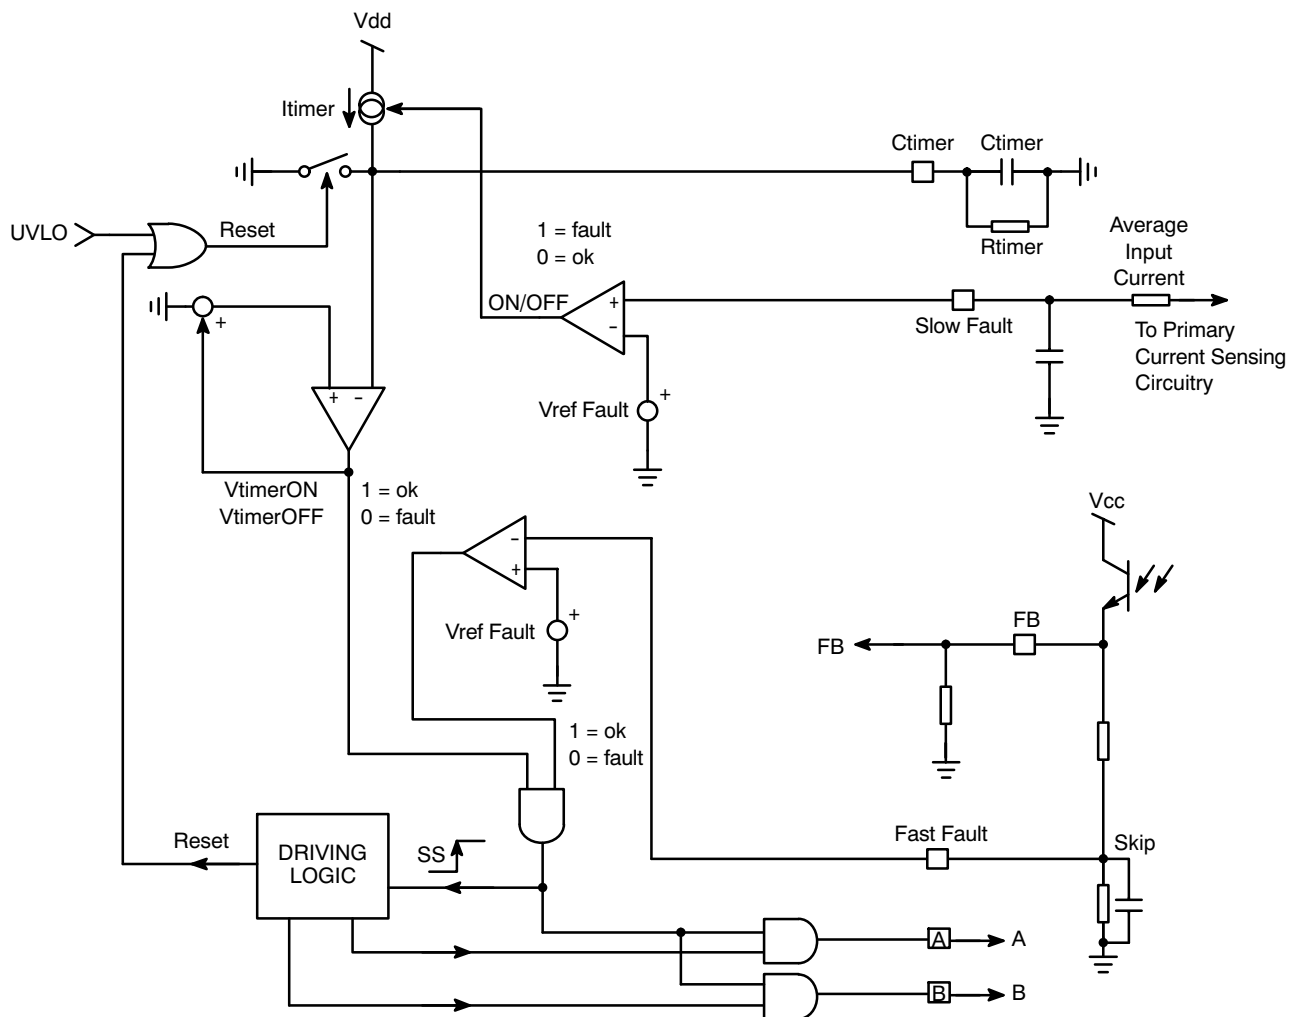 Vdd
Itimer
Ctimer
Ctimer
Rtimer
UVLO
Reset
1 = fault
0 = ok
Average
Input
Current
ON/OFF
+
−
Slow Fault
To Primary
Current Sensing
Circuitry
+
+ −
Vref Fault
+
VtimerON
VtimerOFF
1 = ok
0 = fault
Vcc
−
+
Vref Fault
+
FB
FB
1 = ok
0 = fault
Reset
DRIVING
LOGIC
SS
Fast Fault
Skip
A
A
B
B